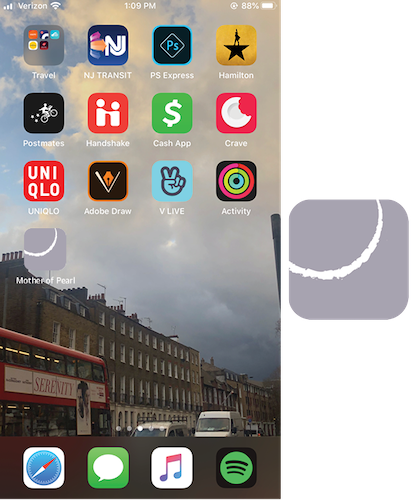 Verizon 1:09 PM 88%
Travel NJ TRANSIT PS Express Hamilton
Ps
Postmates Handshake Cash App Crave
$
UNI
QLO
UNIQLO Adobe Draw V LIVE Activity
Mother of Pearl
SERENITY